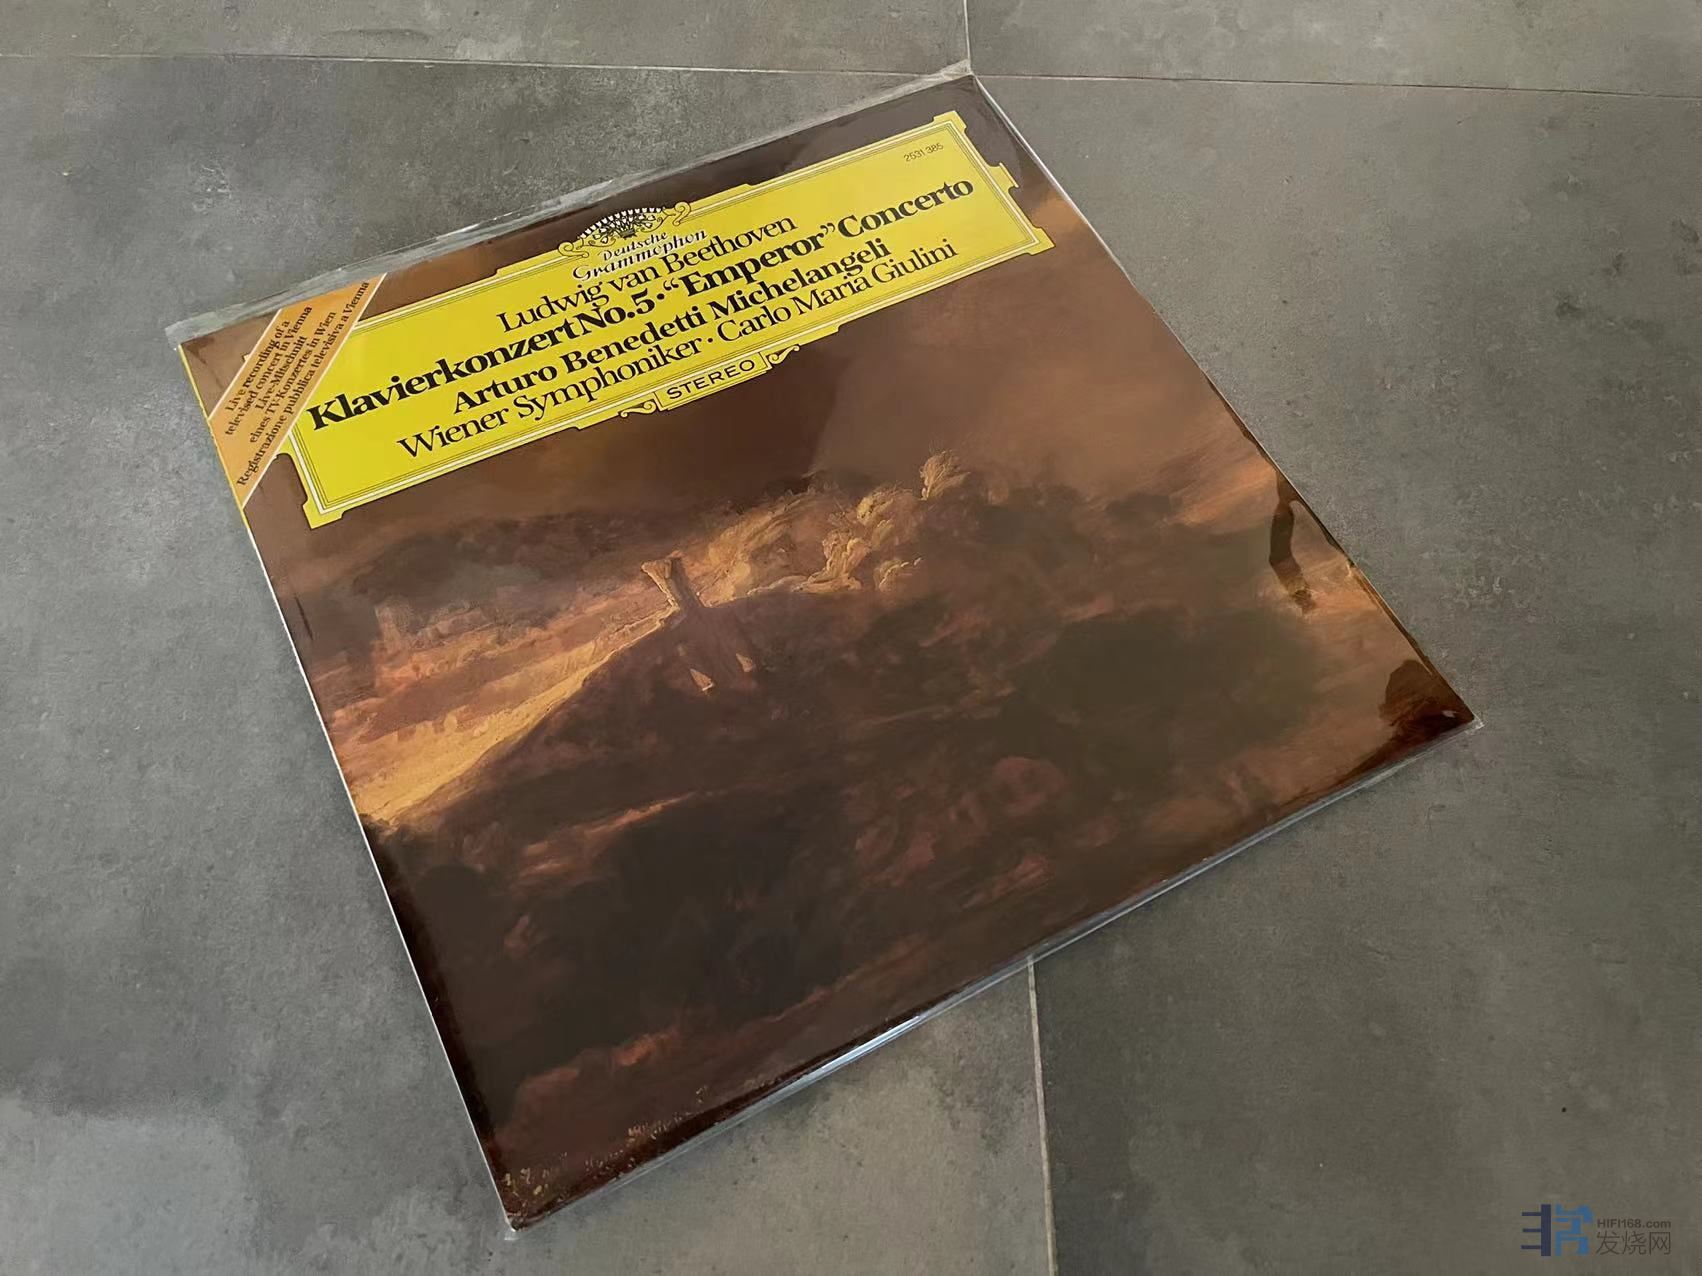 2531 385
Deutsche
Grammophon
Ludwig van Beethoven
Klavierkonzert No.5·“Emperor”Concerto
Arturo Benedetti Michelangeli
Wiener Symphoniker · Carlo Maria Giulini
STEREO
Live recording of a
televised concert in Vienna
Live-Mitschnitt
eines TV-Konzertes in Wien
Registrazione pubblica televisiva a Vienna
HIFI168.com
发烧网